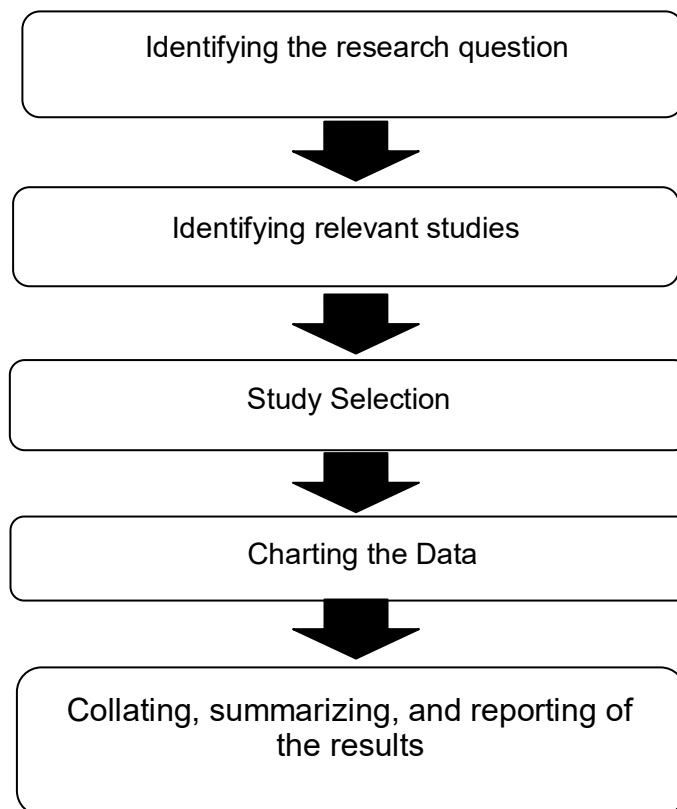 Identifying the research question
Identifying relevant studies
Study Selection
Charting the Data
Collating, summarizing, and reporting of
the results